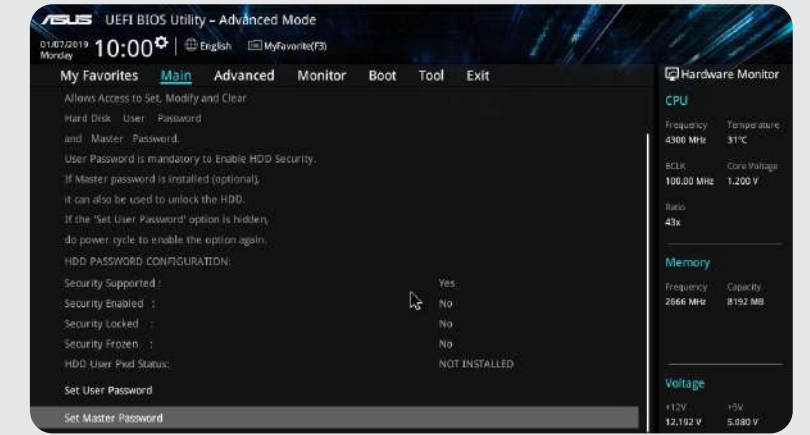 ASUS UEFI BIOS Utility – Advanced Mode
01/07/2019 Monday 10:00 English MyFavorite(F3)
My Favorites Main Advanced Monitor Boot Tool Exit
Allows Access to Set, Modify and Clear
Hard Disk User Password
and Master Password.
User Password is mandatory to Enable HDD Security.
If Master password is installed (optional),
it can also be used to unlock the HDD.
If the 'Set User Password' option is hidden,
do power cycle to enable the option again.
HDD PASSWORD CONFIGURATION:
Security Supported : Yes
Security Enabled : No
Security Locked : No
Security Frozen : No
HDD User Pwd Status: NOT INSTALLED
Set User Password
Set Master Password
Hardware Monitor
CPU
Frequency Temperature
4300 MHz 31°C
BCLK Core Voltage
100.00 MHz 1.200 V
Ratio
43x
Memory
Frequency Capacity
2666 MHz 8192 MB
Voltage
+12V +5V
12.192 V 5.080 V